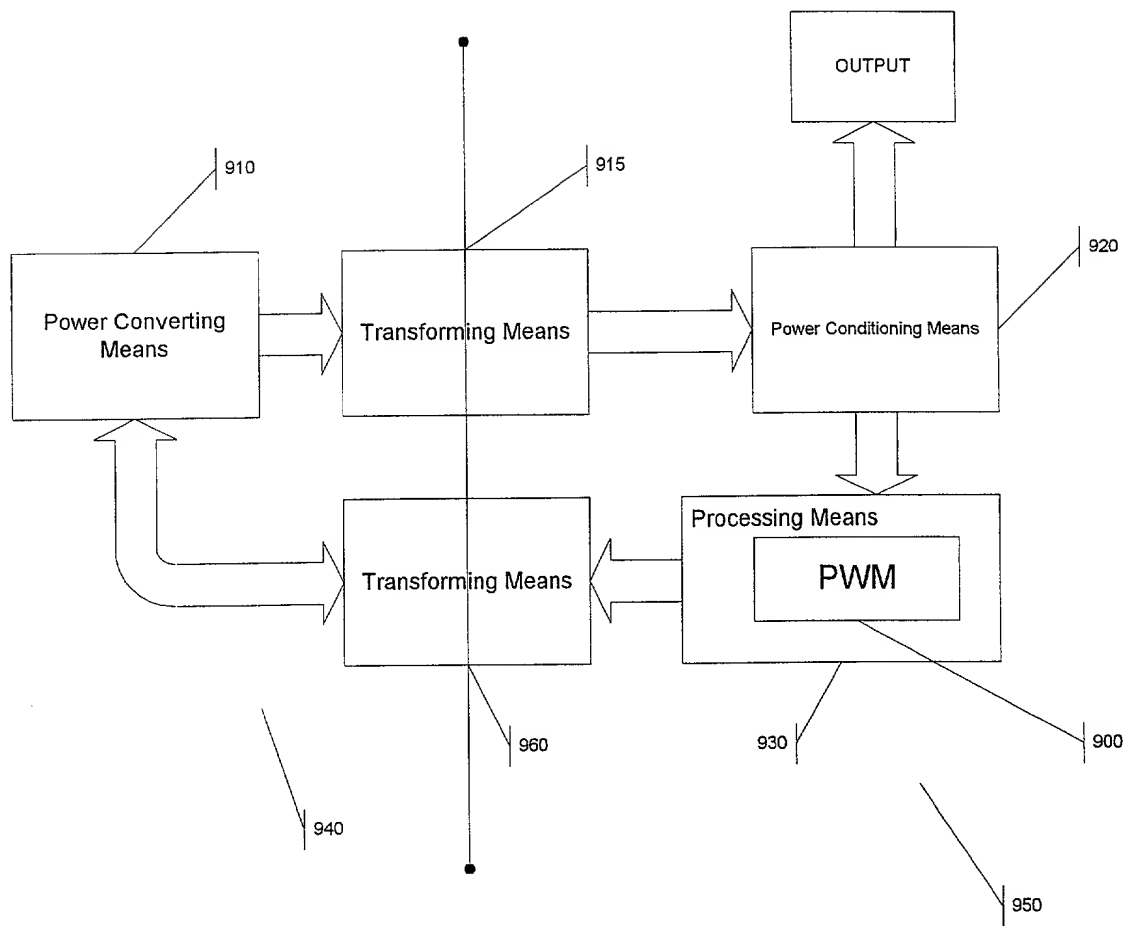 OUTPUT
910
915
920
Power Converting
Means
Transforming Means
Power Conditioning Means
Processing Means
PWM
Transforming Means
960
930
900
940
950